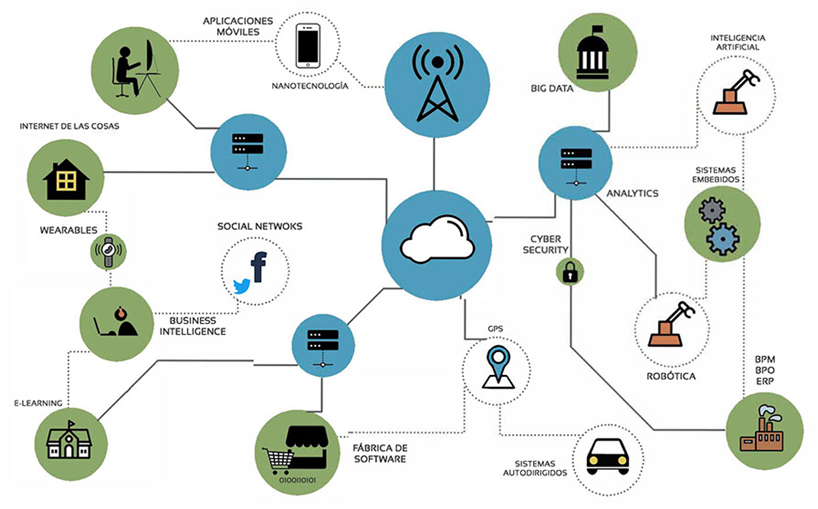 APLICACIONES
MÓVILES
NANOTECNOLOGÍA
BIG DATA
INTELIGENCIA
ARTIFICIAL
INTERNET DE LAS COSAS
ANALYTICS
SISTEMAS
EMBEBIDOS
WEARABLES
SOCIAL NETWOKS
CYBER
SECURITY
BUSINESS
INTELLIGENCE
GPS
ROBÓTICA
BPM
BPO
ERP
E-LEARNING
FÁBRICA DE
SOFTWARE
0100110101
SISTEMAS
AUTODIRIGIDOS